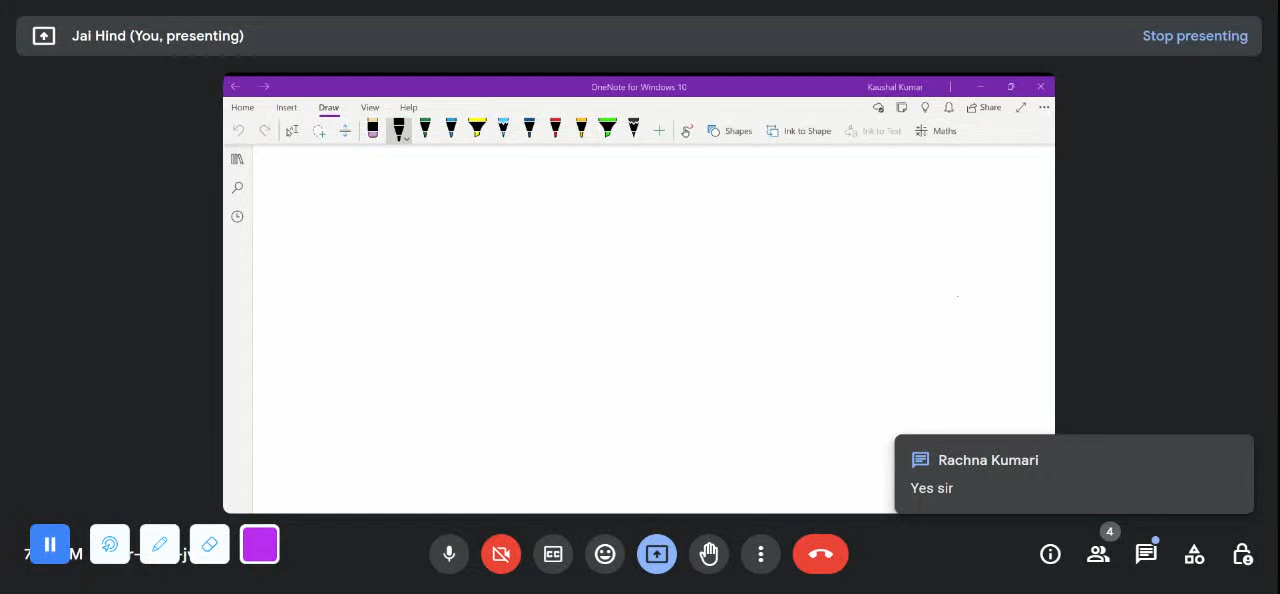 Jai Hind (You, presenting)
Stop presenting
OneNote for Windows 10
Kaushal Kumar
Home Insert Draw View Help
Share
Shapes
Ink to Shape
Ink to Text
Maths
Rachna Kumari
Yes sir
4